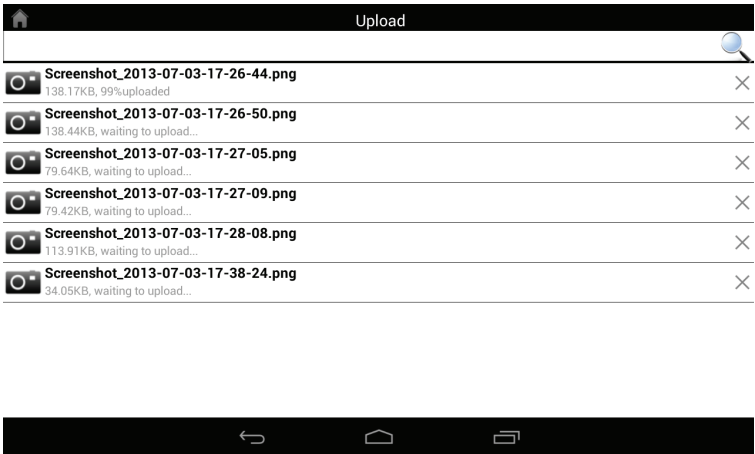 Upload
Screenshot_2013-07-03-17-26-44.png
138.17KB, 99%uploaded
Screenshot_2013-07-03-17-26-50.png
138.44KB, waiting to upload...
Screenshot_2013-07-03-17-27-05.png
79.64KB, waiting to upload...
Screenshot_2013-07-03-17-27-09.png
79.42KB, waiting to upload...
Screenshot_2013-07-03-17-28-08.png
113.91KB, waiting to upload...
Screenshot_2013-07-03-17-38-24.png
34.05KB, waiting to upload...